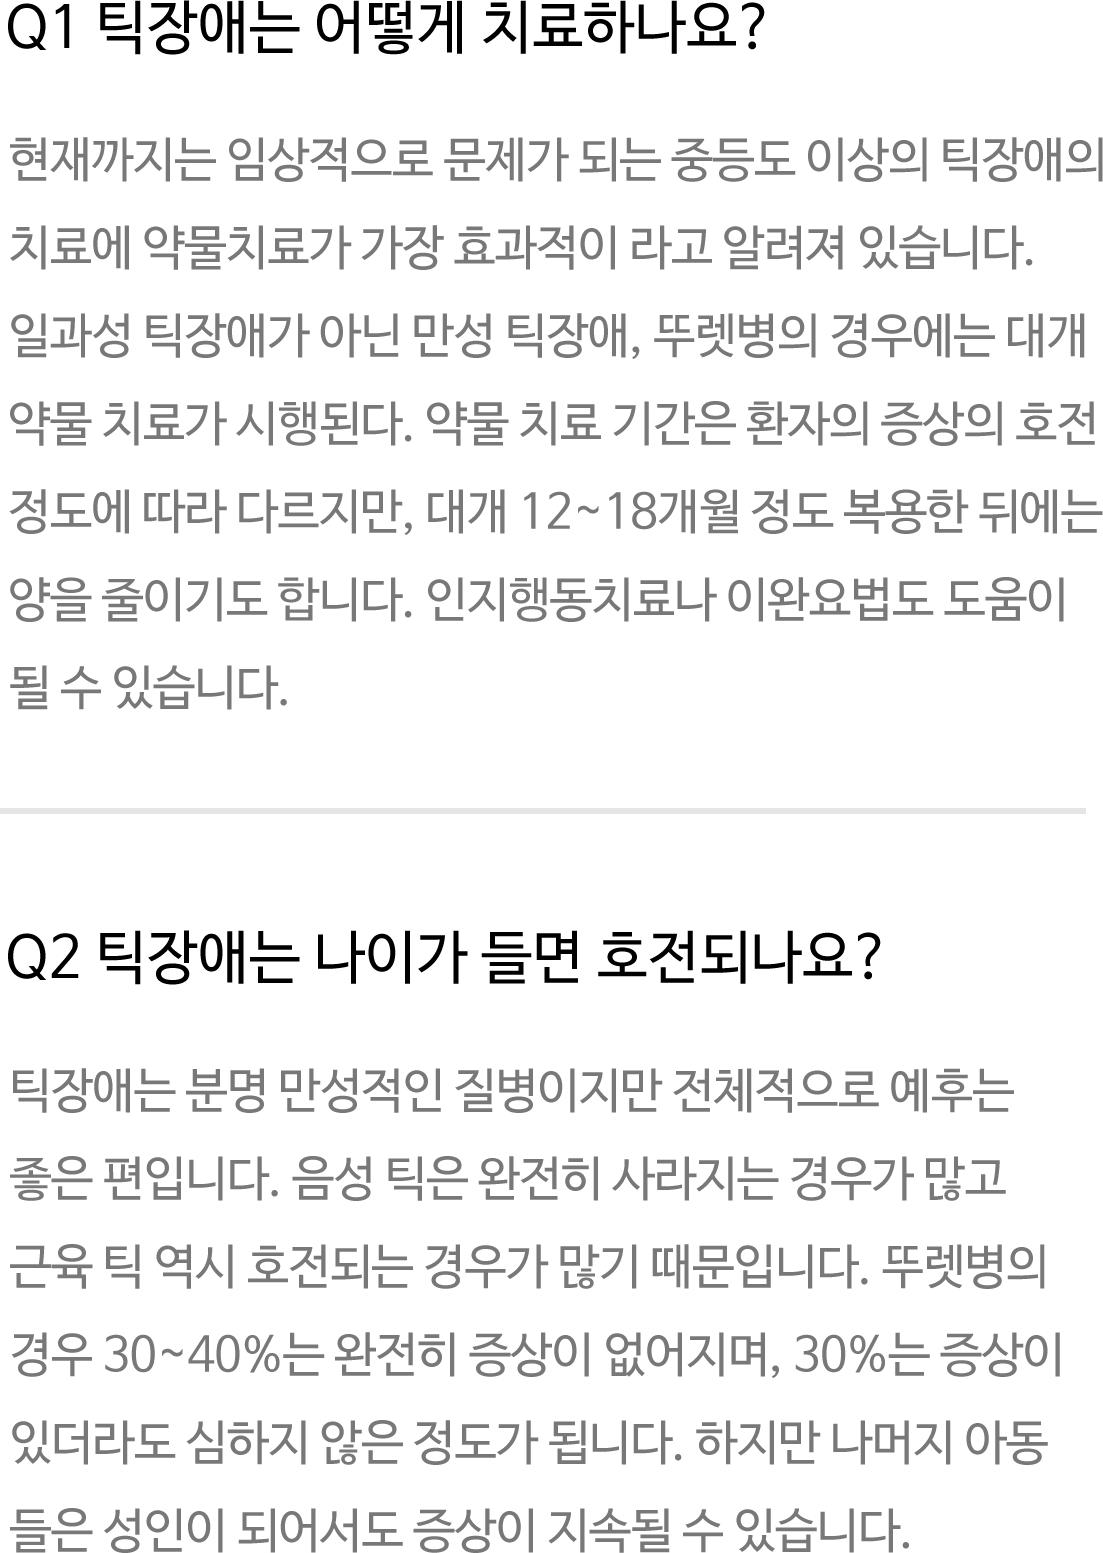 Q1 틱장애는 어떻게 치료하나요?
현재까지는 임상적으로 문제가 되는 중등도 이상의 틱장애의
치료에 약물치료가 가장 효과적이 라고 알려져 있습니다.
일과성 틱장애가 아닌 만성 틱장애, 뚜렛병의 경우에는 대개
약물 치료가 시행된다. 약물 치료 기간은 환자의 증상의 호전
정도에 따라 다르지만, 대개 12~18개월 정도 복용한 뒤에는
양을 줄이기도 합니다. 인지행동치료나 이완요법도 도움이
될 수 있습니다.
Q2 틱장애는 나이가 들면 호전되나요?
틱장애는 분명 만성적인 질병이지만 전체적으로 예후는
좋은 편입니다. 음성 틱은 완전히 사라지는 경우가 많고
근육 틱 역시 호전되는 경우가 많기 때문입니다. 뚜렛병의
경우 30~40%는 완전히 증상이 없어지며, 30%는 증상이
있더라도 심하지 않은 정도가 됩니다. 하지만 나머지 아동
들은 성인이 되어서도 증상이 지속될 수 있습니다.